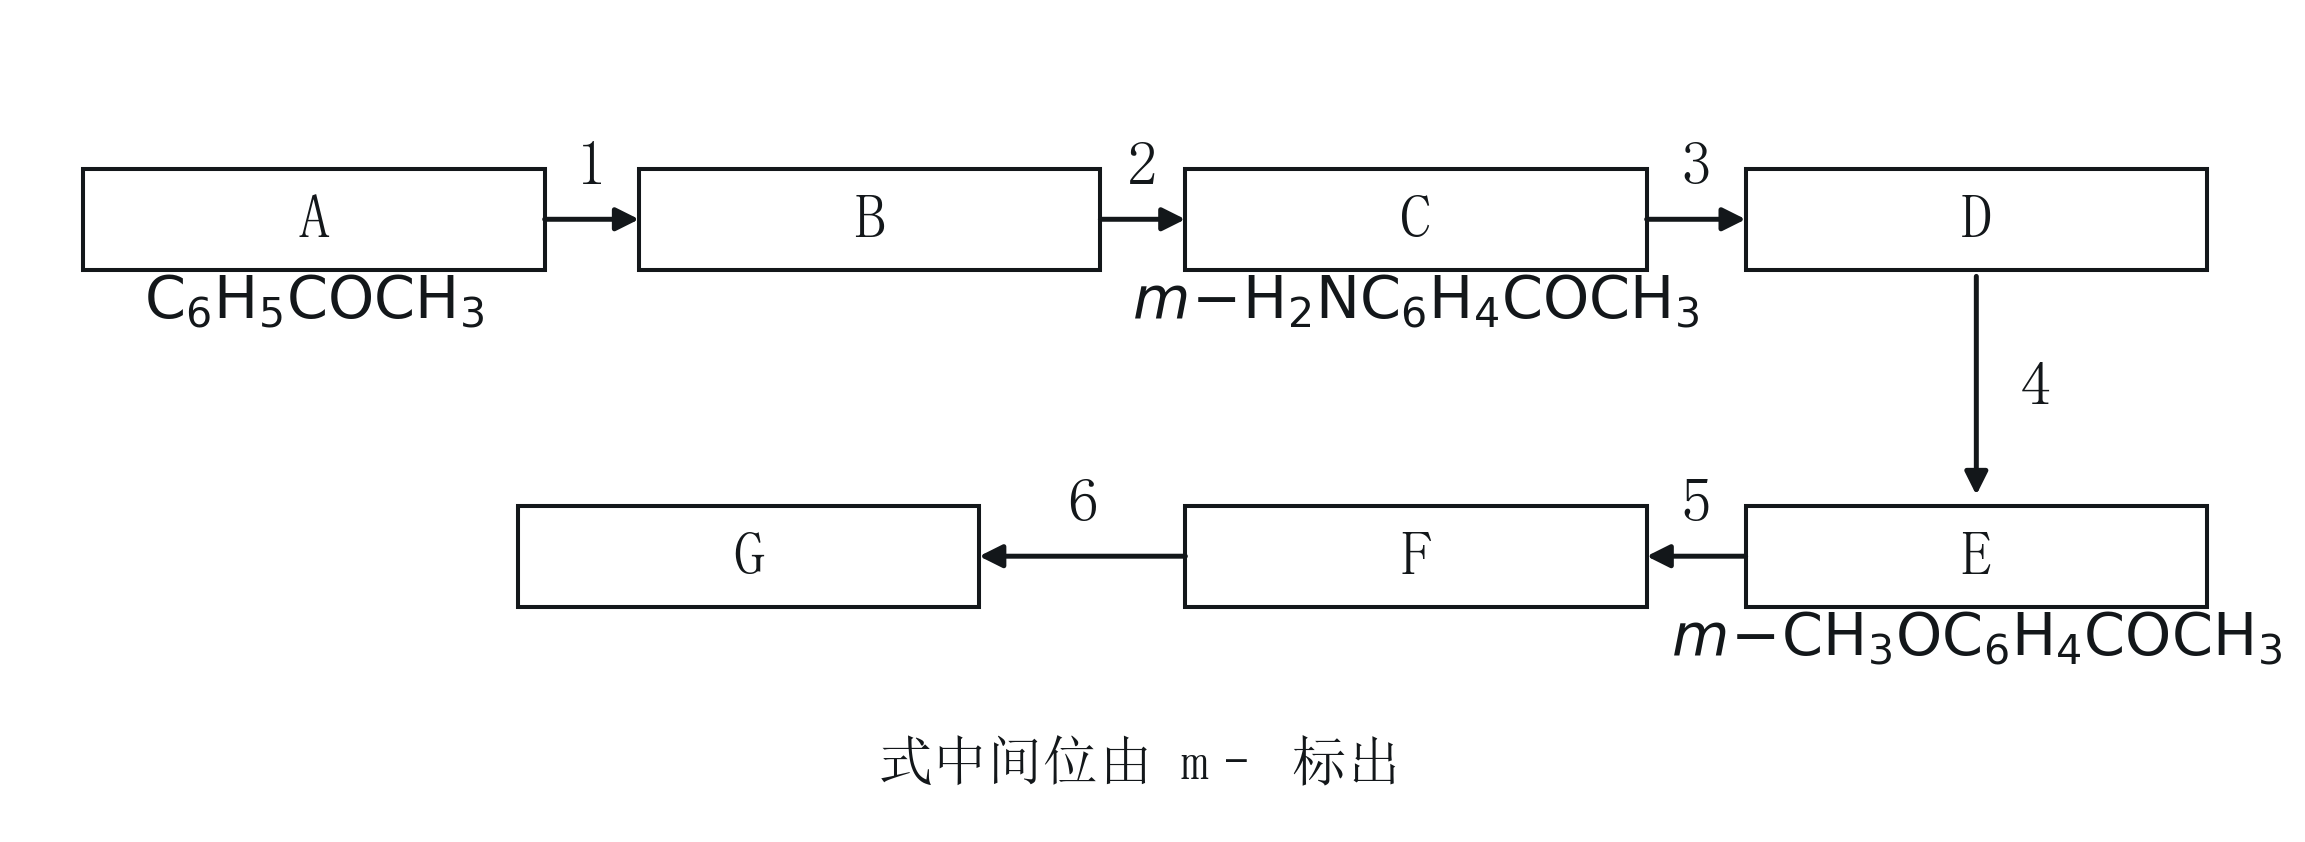 1
2
3
A
B
C
D
C₆H₅COCH₃
m−H₂NC₆H₄COCH₃
4
6
5
G
F
E
m−CH₃OC₆H₄COCH₃
式中间位由 m- 标出